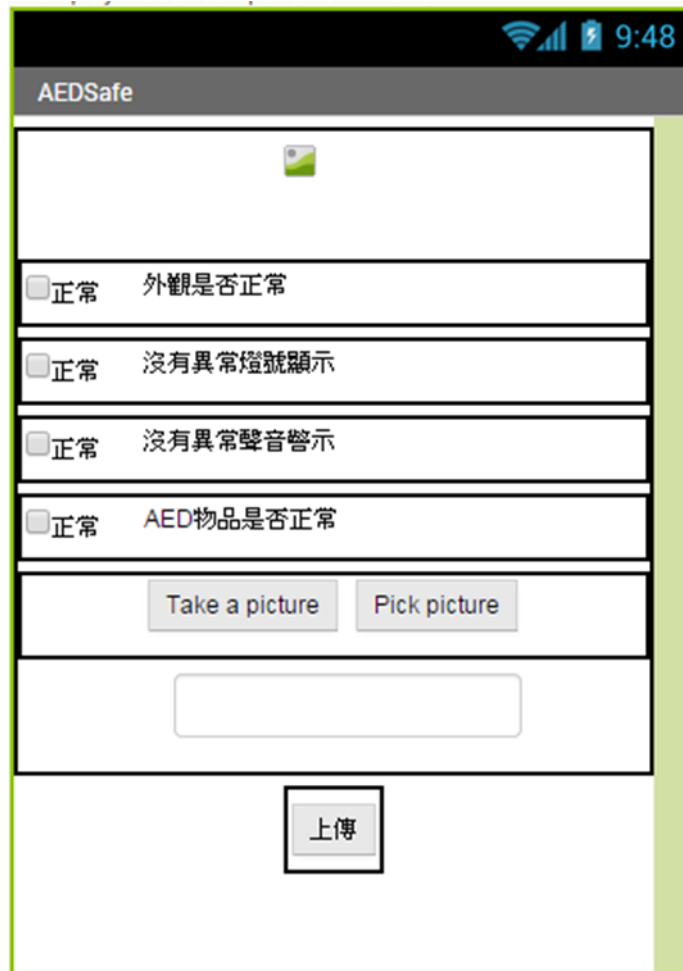 9:48
AEDSafe
正常 外觀是否正常
正常 沒有異常燈號顯示
正常 沒有異常聲音警示
正常 AED物品是否正常
Take a picture Pick picture
上傳